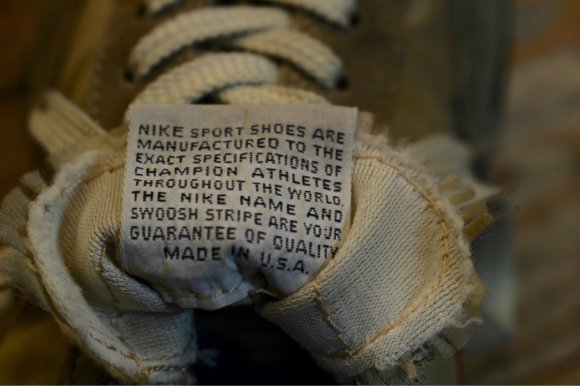 NIKE SPORT SHOES ARE
MANUFACTURED TO THE
EXACT SPECIFICATIONS OF
CHAMPION ATHLETES
THROUGHOUT THE WORLD.
THE NIKE NAME AND
SWOOSH STRIPE ARE YOUR
GUARANTEE OF QUALITY
MADE IN U.S.A.